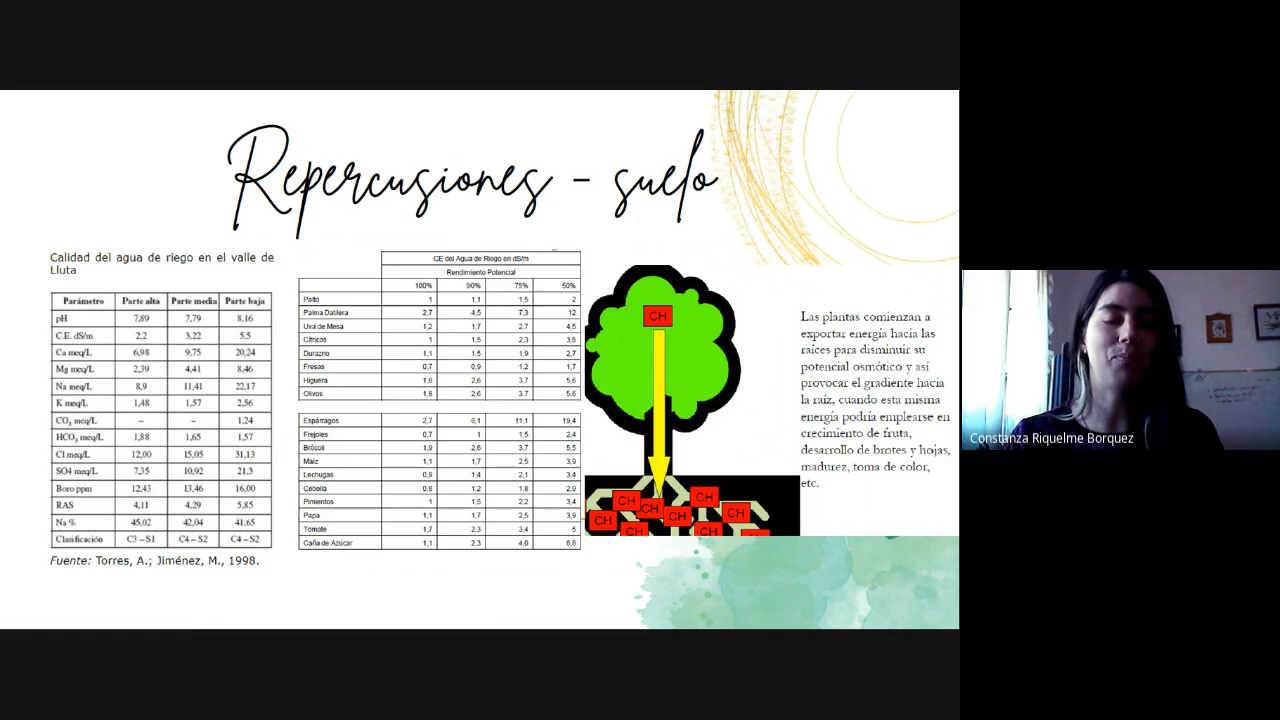 Repercusiones - suelo
Calidad del agua de riego en el valle de
Lluta
Parámetro Parte alta Parte media Parte baja
pH 7,89 7,79 8,16
C.E. dS/m 2,2 3,22 5,5
Ca meq/L 6,98 9,75 20,24
Mg meq/L 2,39 4,41 8,46
Na meq/L 8,9 11,41 22,17
K meq/L 1,48 1,57 2,56
CO3 meq/L – – 1,24
HCO3 meq/L 1,88 1,65 1,57
Cl meq/L 12,00 15,05 31,13
SO4 meq/L 7,35 10,92 21,3
Boro ppm 12,43 13,46 16,00
RAS 4,11 4,29 5,85
Na % 45,02 42,04 41,65
Clasificación C3 – S1 C4 – S2 C4 – S2
Fuente: Torres, A.; Jiménez, M., 1998.
CE del Agua de Riego en dS/m
Rendimiento Potencial
100% 90% 75% 50%
Palto 1 1,1 1,5 2
Palma Datilera 2,7 4,5 7,3 12
Uva de Mesa 1,2 1,7 2,7 4,5
Cítricos 1 1,5 2,3 3,6
Durazno 1,1 1,5 1,9 2,7
Fresas 0,7 0,9 1,2 1,7
Higuera 1,8 2,6 3,7 5,6
Olivos 1,8 2,6 3,7 5,6
Espárragos 2,7 6,1 11,1 19,4
Frejoles 0,7 1 1,5 2,4
Brócoli 1,9 2,6 3,7 5,5
Maíz 1,1 1,7 2,5 3,9
Lechugas 0,9 1,4 2,1 3,4
Cebolla 0,8 1,2 1,8 2,9
Pimientos 1 1,5 2,2 3,4
Papa 1,1 1,7 2,5 3,9
Tomate 1,7 2,3 3,4 5
Caña de Azúcar 1,1 2,3 4,0 6,8
CH
CH
CH
CH
CH
CH
CH
CH
CH
CH
Las plantas comienzan a
exportar energía hacia las
raíces para disminuir su
potencial osmótico y así
provocar el gradiente hacia
la raíz, cuando esta misma
energía podría emplearse en
crecimiento de fruta,
desarrollo de brotes y hojas,
madurez, toma de color,
etc.
Constanza Riquelme Borquez